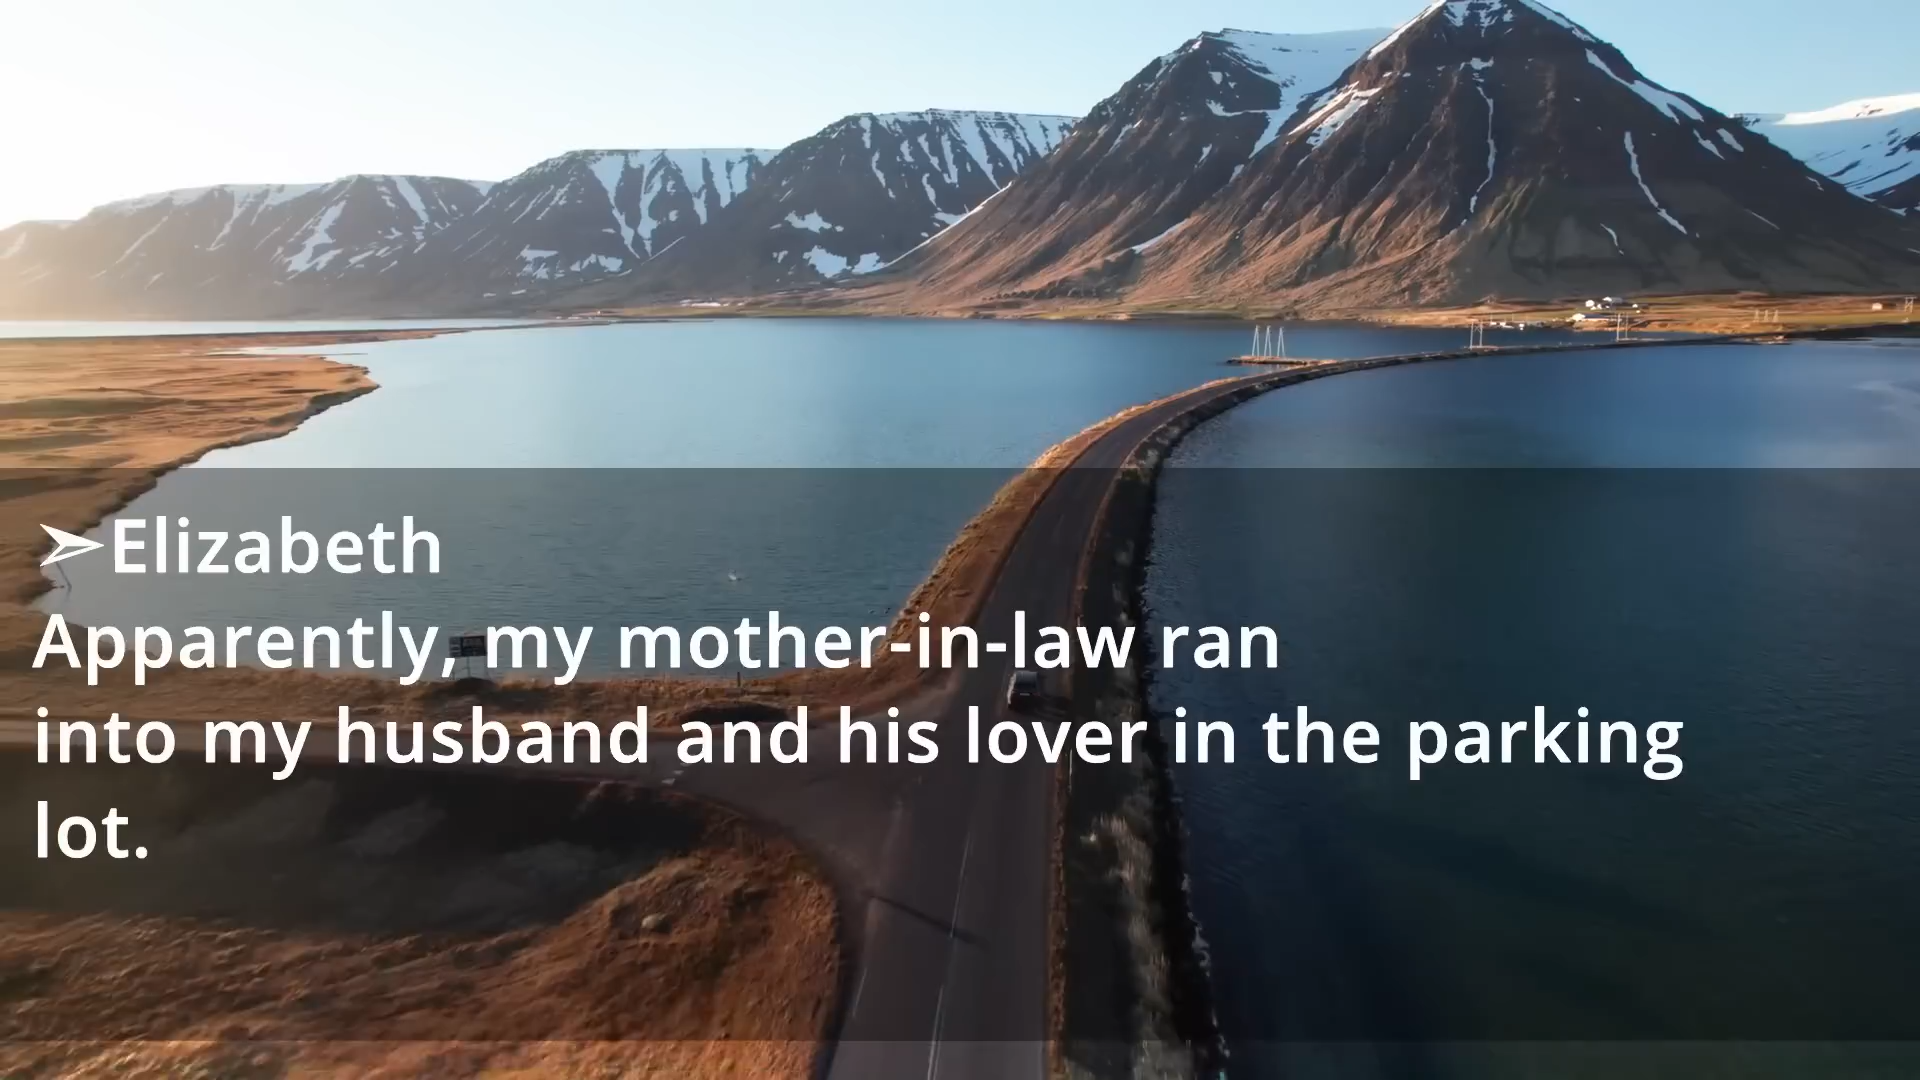 ➢Elizabeth
Apparently, my mother-in-law ran
into my husband and his lover in the parking
lot.